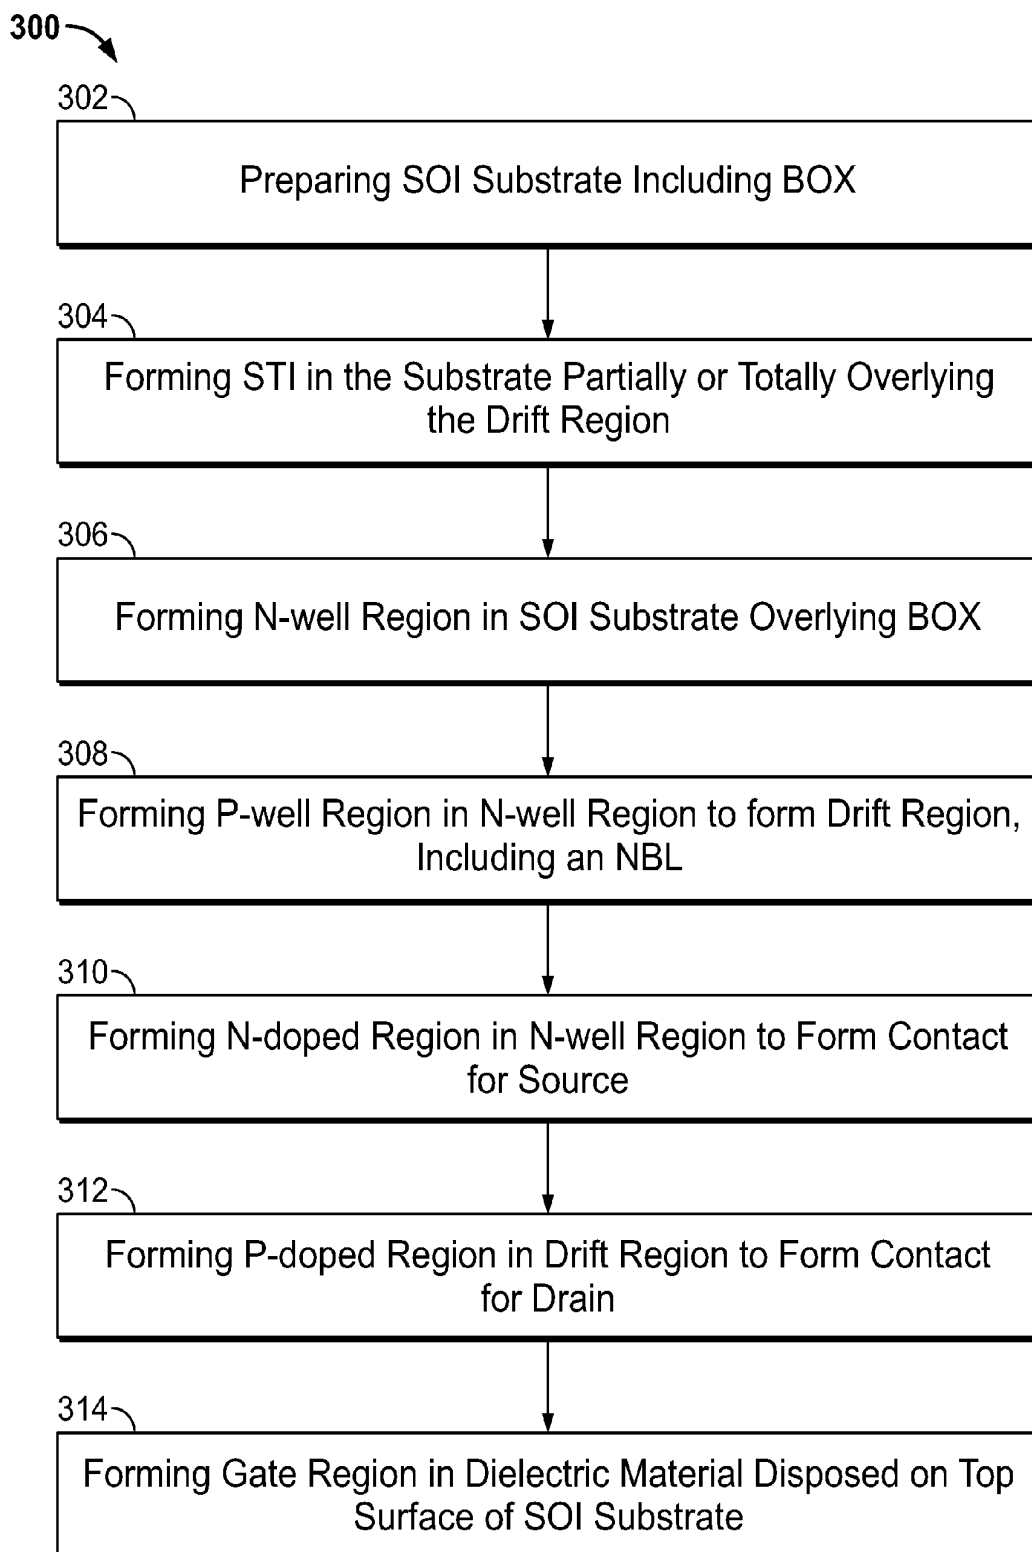 300
302
Preparing SOI Substrate Including BOX
304
Forming STI in the Substrate Partially or Totally Overlying
the Drift Region
306
Forming N-well Region in SOI Substrate Overlying BOX
308
Forming P-well Region in N-well Region to form Drift Region,
Including an NBL
310
Forming N-doped Region in N-well Region to Form Contact
for Source
312
Forming P-doped Region in Drift Region to Form Contact
for Drain
314
Forming Gate Region in Dielectric Material Disposed on Top
Surface of SOI Substrate